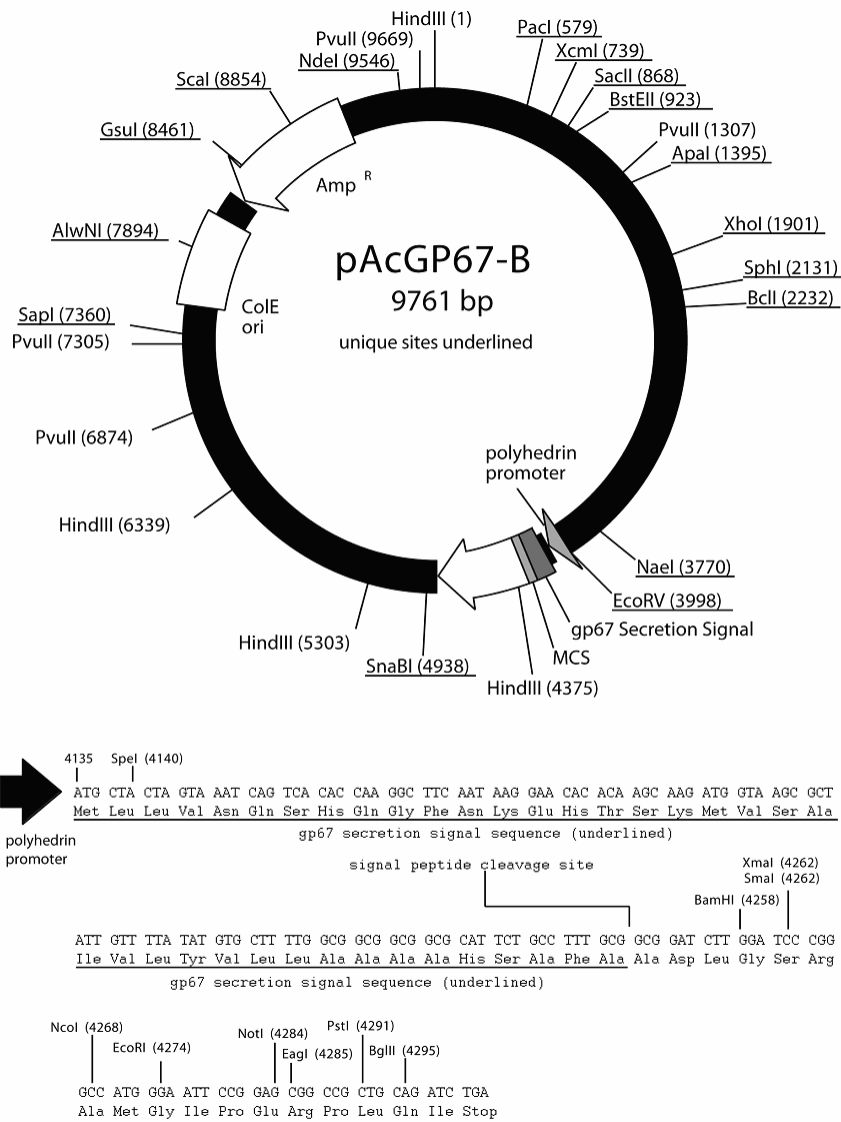 HindIII (1)
PvuII (9669)
NdeI (9546)
ScaI (8854)
GsuI (8461)
AlwNI (7894)
SapI (7360)
PvuII (7305)
PvuII (6874)
HindIII (6339)
HindIII (5303)
SnaBI (4938)
HindIII (4375)
MCS
gp67 Secretion Signal
EcoRV (3998)
NaeI (3770)
BclI (2232)
SphI (2131)
XhoI (1901)
ApaI (1395)
PvuII (1307)
BstEII (923)
SacII (868)
XcmI (739)
PacI (579)
Amp R
ColE
ori
pAcGP67-B
9761 bp
unique sites underlined
polyhedrin
promoter
4135 SpeI (4140)
ATG CTA CTA GTA AAT CAG TCA CAC CAA GGC TTC AAT AAG GAA CAC ACA AGC AAG ATG GTA AGC GCT
Met Leu Leu Val Asn Gln Ser His Gln Gly Phe Asn Lys Glu His Thr Ser Lys Met Val Ser Ala
gp67 secretion signal sequence (underlined)
polyhedrin
promoter
signal peptide cleavage site
XmaI (4262)
SmaI (4262)
BamHI (4258)
ATT GTT TTA TAT GTG CTT TTG GCG GCG GCG GCG CAT TCT GCC TTT GCG GCG GAT CTT GGA TCC CGG
Ile Val Leu Tyr Val Leu Leu Ala Ala Ala Ala His Ser Ala Phe Ala Ala Asp Leu Gly Ser Arg
gp67 secretion signal sequence (underlined)
NcoI (4268)
EcoRI (4274)
NotI (4284)
EagI (4285)
PstI (4291)
BglII (4295)
GCC ATG GGA ATT CCG GAG CGG CCG CTG CAG ATC TGA
Ala Met Gly Ile Pro Glu Arg Pro Leu Gln Ile Stop